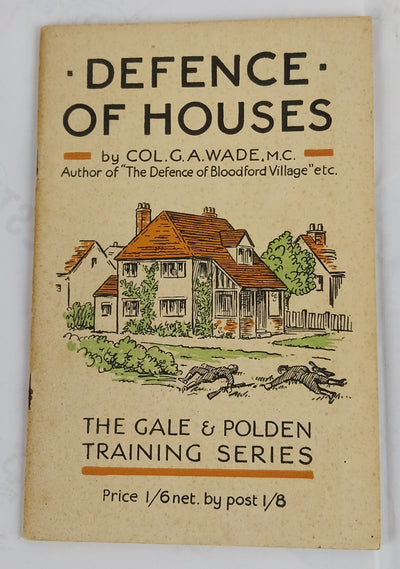 · DEFENCE ·
OF HOUSES
by COL. G. A. WADE, M.C.
Author of "The Defence of Bloodford Village" etc.
THE GALE & POLDEN
TRAINING SERIES
Price 1/6 net. by post 1/8